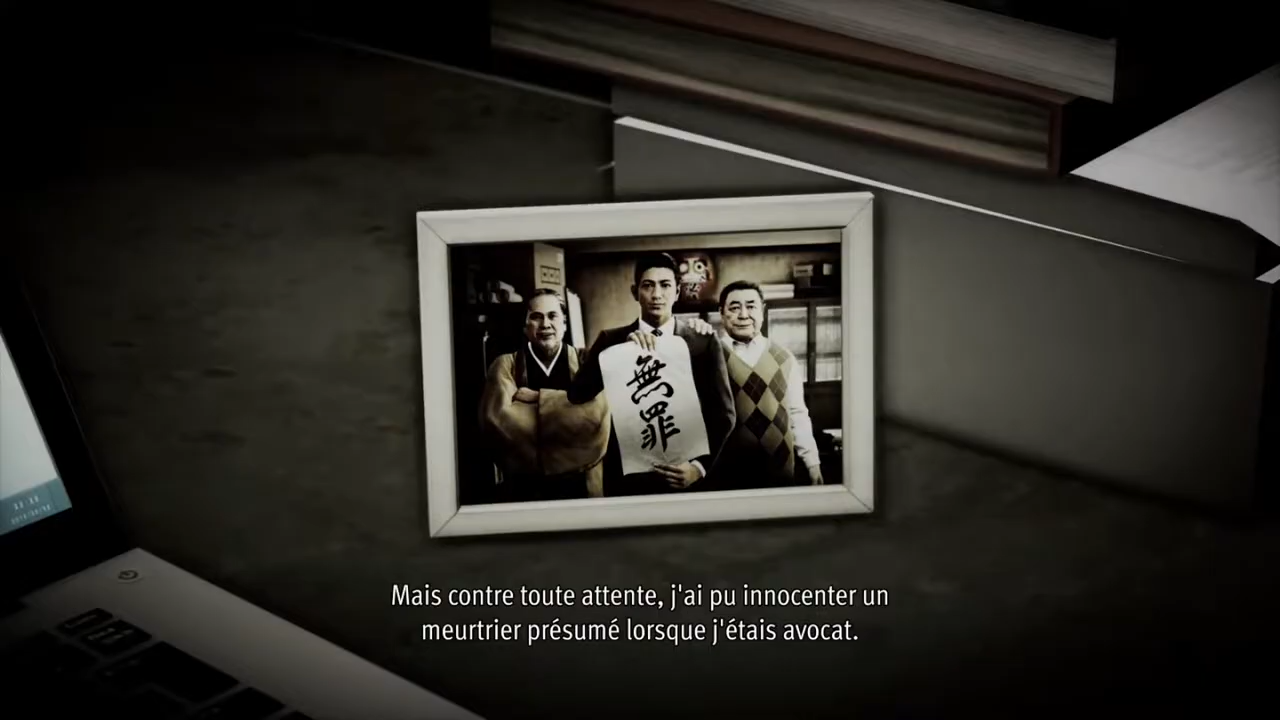 無罪
Mais contre toute attente, j'ai pu innocenter un
meurtrier présumé lorsque j'étais avocat.